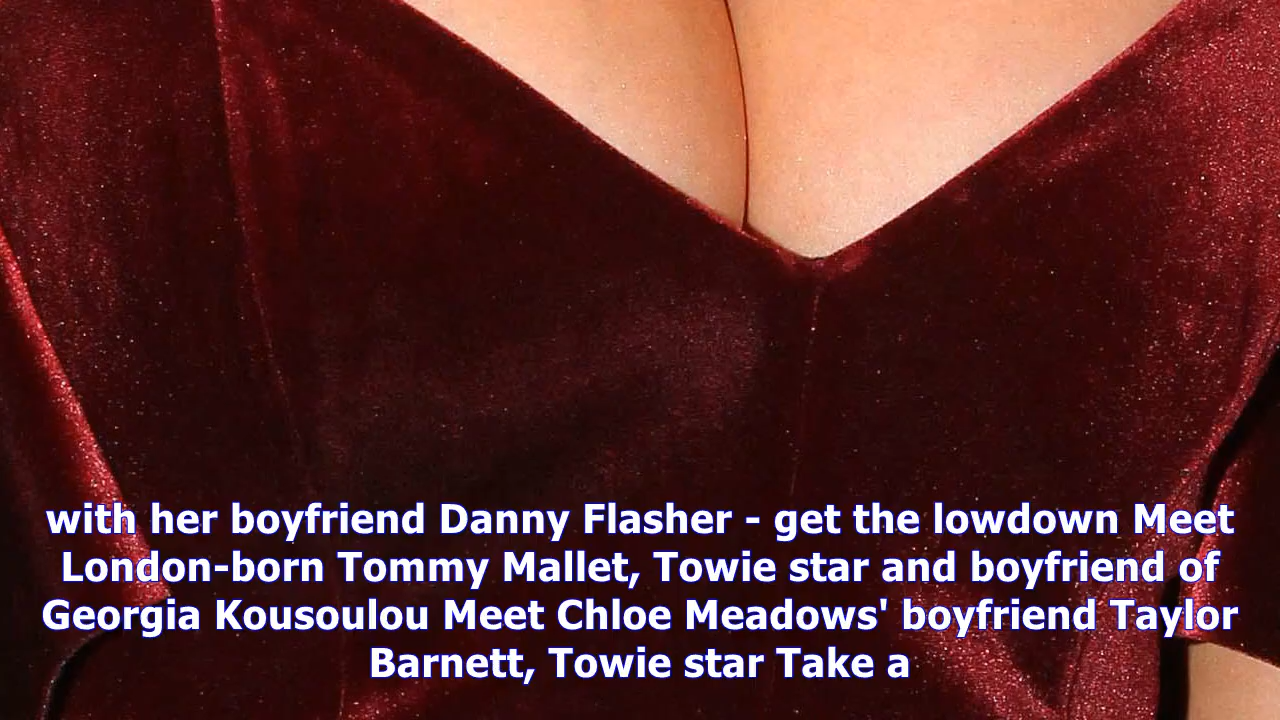 with her boyfriend Danny Flasher - get the lowdown Meet
London-born Tommy Mallet, Towie star and boyfriend of
Georgia Kousoulou Meet Chloe Meadows' boyfriend Taylor
Barnett, Towie star Take a